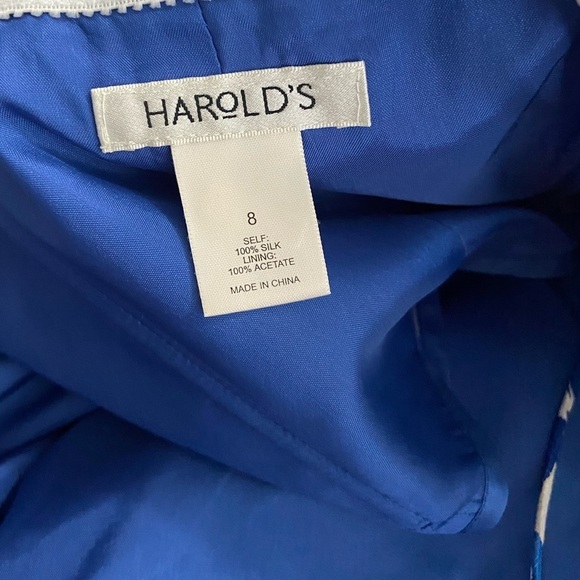 HAROLD'S
8
SELF:
100% SILK
LINING:
100% ACETATE
MADE IN CHINA